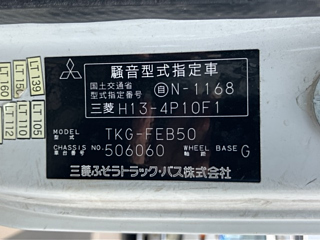 騒音型式指定車
国土交通省
型式指定番号 自N-1168
三菱 H13-4P10F1
MODEL
型式 TKG-FEB50
CHASSIS NO.
車台番号 506060 WHEEL BASE
軸距 G
三菱ふそうトラック・バス株式会社
LT 139
LT 160
LT 110
LT 105
LT 112